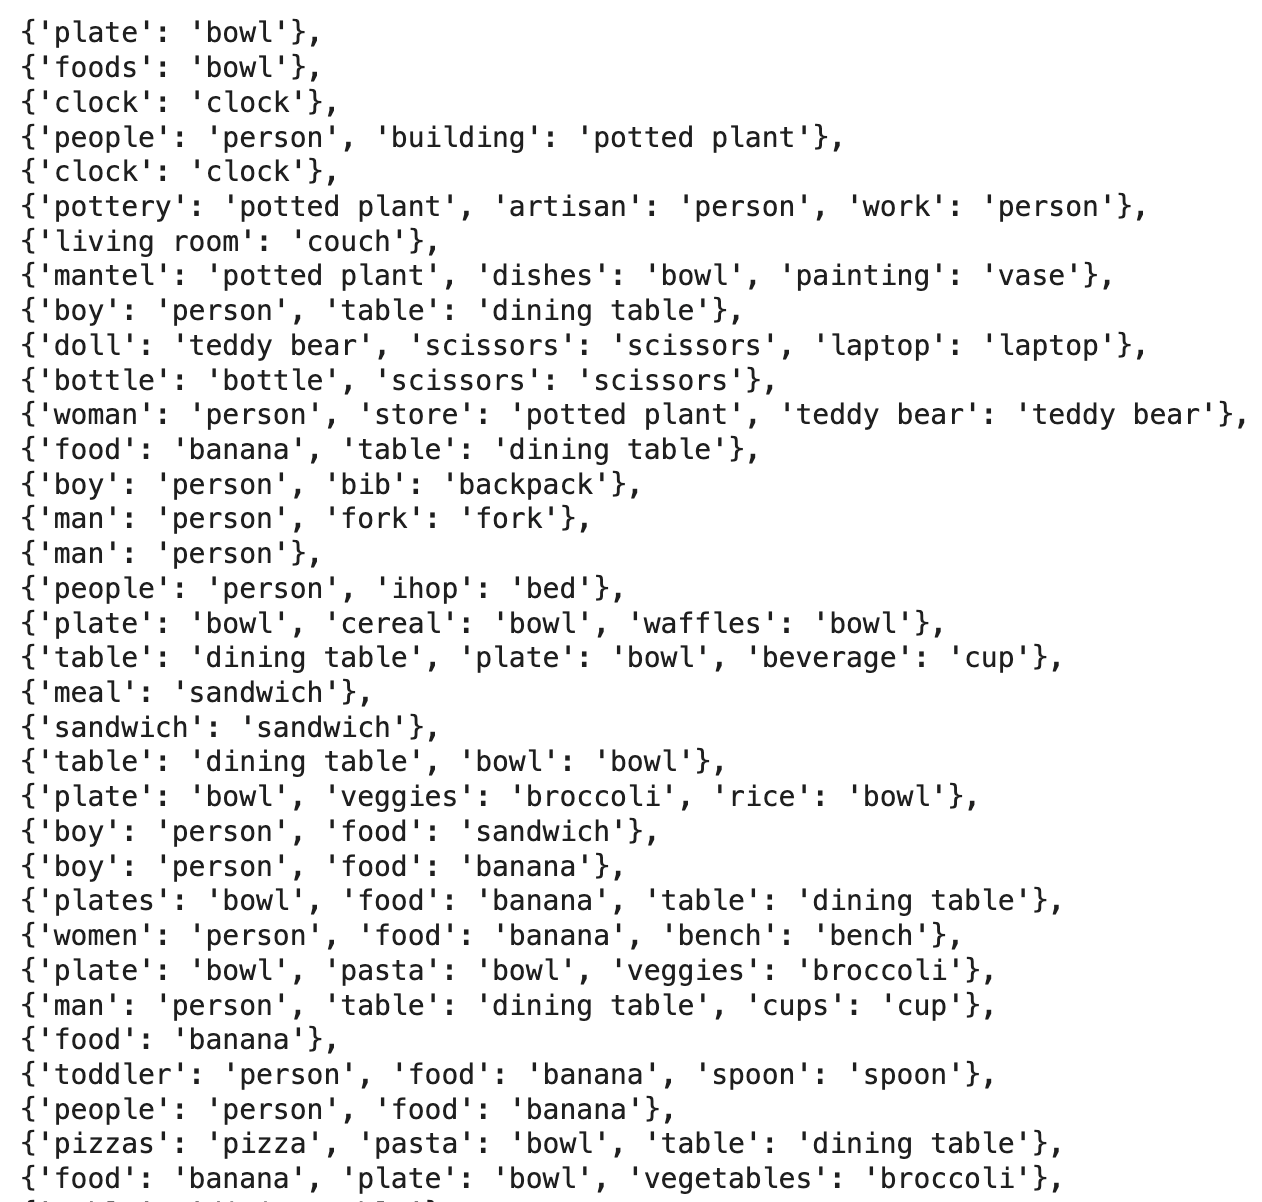 {'plate': 'bowl'},
{'foods': 'bowl'},
{'clock': 'clock'},
{'people': 'person', 'building': 'potted plant'},
{'clock': 'clock'},
{'pottery': 'potted plant', 'artisan': 'person', 'work': 'person'},
{'living room': 'couch'},
{'mantel': 'potted plant', 'dishes': 'bowl', 'painting': 'vase'},
{'boy': 'person', 'table': 'dining table'},
{'doll': 'teddy bear', 'scissors': 'scissors', 'laptop': 'laptop'},
{'bottle': 'bottle', 'scissors': 'scissors'},
{'woman': 'person', 'store': 'potted plant', 'teddy bear': 'teddy bear'},
{'food': 'banana', 'table': 'dining table'},
{'boy': 'person', 'bib': 'backpack'},
{'man': 'person', 'fork': 'fork'},
{'man': 'person'},
{'people': 'person', 'ihop': 'bed'},
{'plate': 'bowl', 'cereal': 'bowl', 'waffles': 'bowl'},
{'table': 'dining table', 'plate': 'bowl', 'beverage': 'cup'},
{'meal': 'sandwich'},
{'sandwich': 'sandwich'},
{'table': 'dining table', 'bowl': 'bowl'},
{'plate': 'bowl', 'veggies': 'broccoli', 'rice': 'bowl'},
{'boy': 'person', 'food': 'sandwich'},
{'boy': 'person', 'food': 'banana'},
{'plates': 'bowl', 'food': 'banana', 'table': 'dining table'},
{'women': 'person', 'food': 'banana', 'bench': 'bench'},
{'plate': 'bowl', 'pasta': 'bowl', 'veggies': 'broccoli'},
{'man': 'person', 'table': 'dining table', 'cups': 'cup'},
{'food': 'banana'},
{'toddler': 'person', 'food': 'banana', 'spoon': 'spoon'},
{'people': 'person', 'food': 'banana'},
{'pizzas': 'pizza', 'pasta': 'bowl', 'table': 'dining table'},
{'food': 'banana', 'plate': 'bowl', 'vegetables': 'broccoli'},